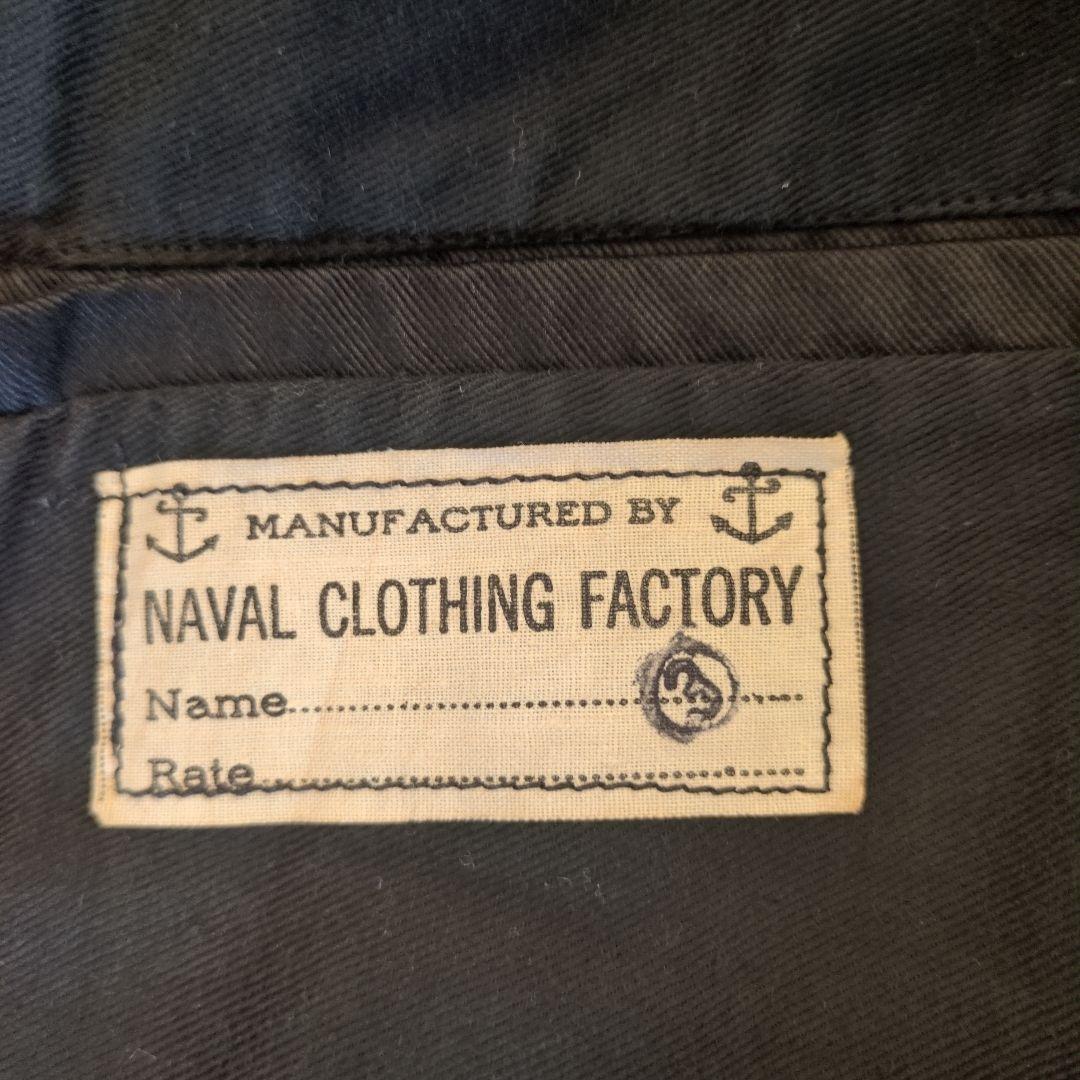 MANUFACTURED BY
NAVAL CLOTHING FACTORY
Name........................................
Rate........................................